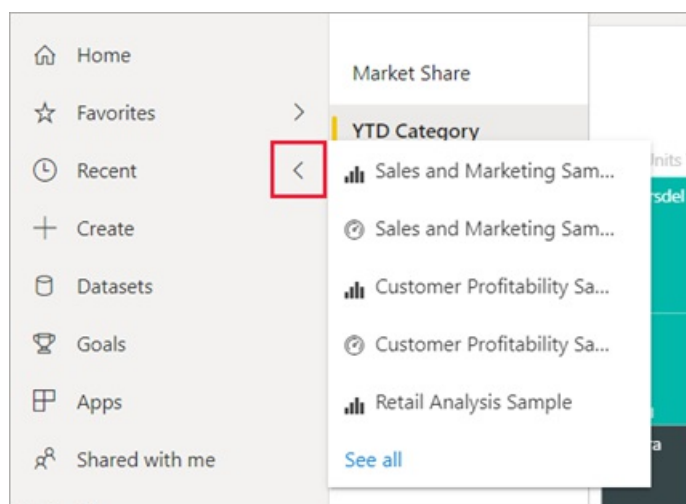 Home
Favorites
Recent
Create
Datasets
Goals
Apps
Shared with me
Market Share
YTD Category
Sales and Marketing Sam...
Sales and Marketing Sam...
Customer Profitability Sa...
Customer Profitability Sa...
Retail Analysis Sample
See all